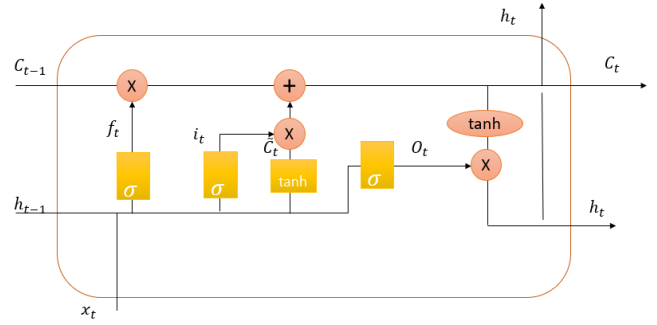 h_t
C_{t-1}
C_t
X
+
f_t
i_t
X
C̃_t
tanh
O_t
X
σ
σ
tanh
σ
h_{t-1}
h_t
x_t